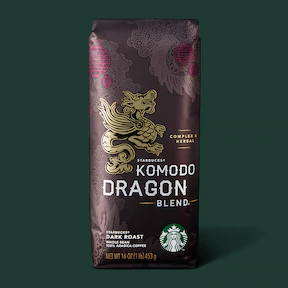 COMPLEX &
HERBAL
STARBUCKS®
KOMODO
DRAGON
BLEND
STARBUCKS®
DARK ROAST
WHOLE BEAN
100% ARABICA COFFEE
NET WT 16 OZ (1 lb) 453 g